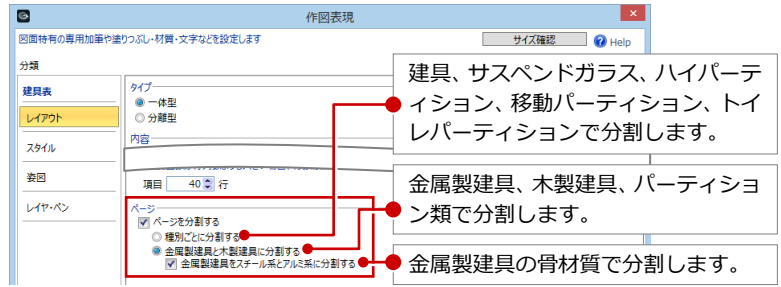 作図表現
図面特有の専用加筆や塗りつぶし・材質・文字などを設定します
サイズ確認
Help
分類
建具表
レイアウト
スタイル
姿図
レイヤ・ペン
タイプ
一体型
分離型
内容
項目 40 行
ページ
ページを分割する
種別ごとに分割する
金属製建具と木製建具に分割する
金属製建具をスチール系とアルミ系に分割する
建具、サスペンドガラス、ハイパーテ
ィション、移動パーティション、トイ
レパーティションで分割します。
金属製建具、木製建具、パーティショ
ン類で分割します。
金属製建具の骨材質で分割します。